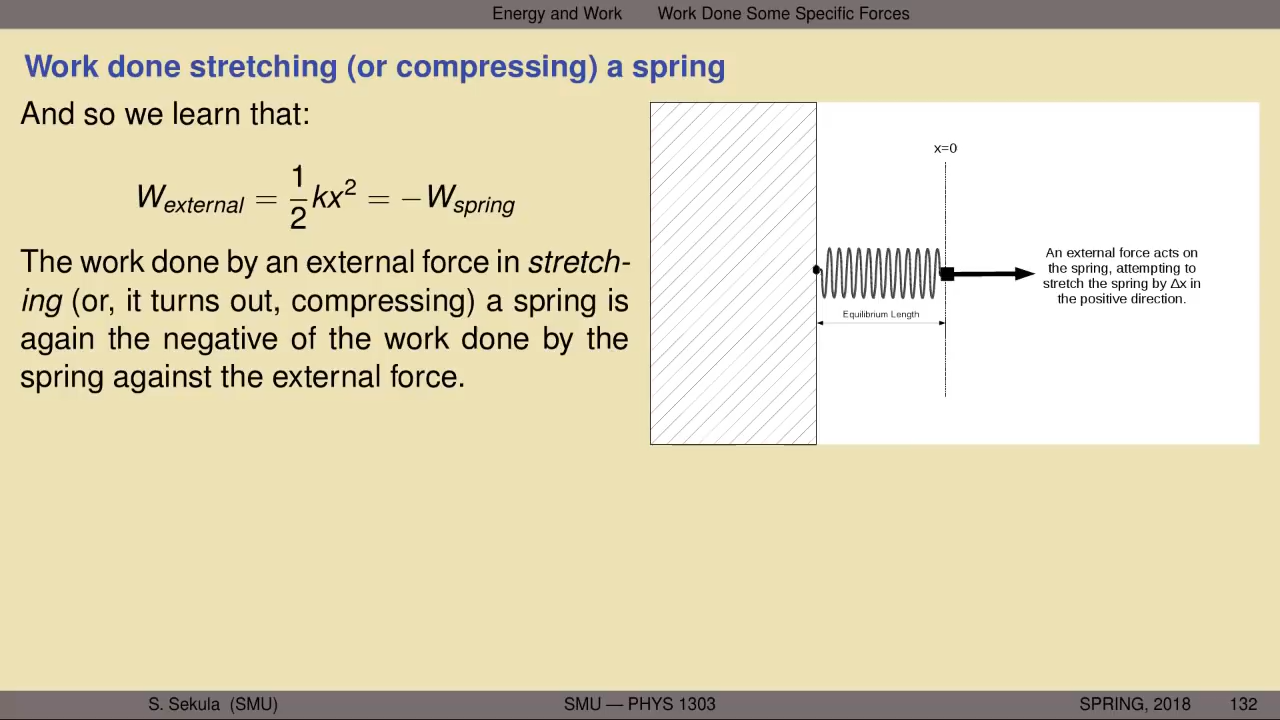 Energy and Work    Work Done Some Specific Forces
Work done stretching (or compressing) a spring
And so we learn that:
W_external = 1/2 kx² = −W_spring
The work done by an external force in stretch-
ing (or, it turns out, compressing) a spring is
again the negative of the work done by the
spring against the external force.
x=0
An external force acts on
the spring, attempting to
stretch the spring by Δx in
the positive direction.
Equilibrium Length
S. Sekula (SMU)    SMU — PHYS 1303    SPRING, 2018    132